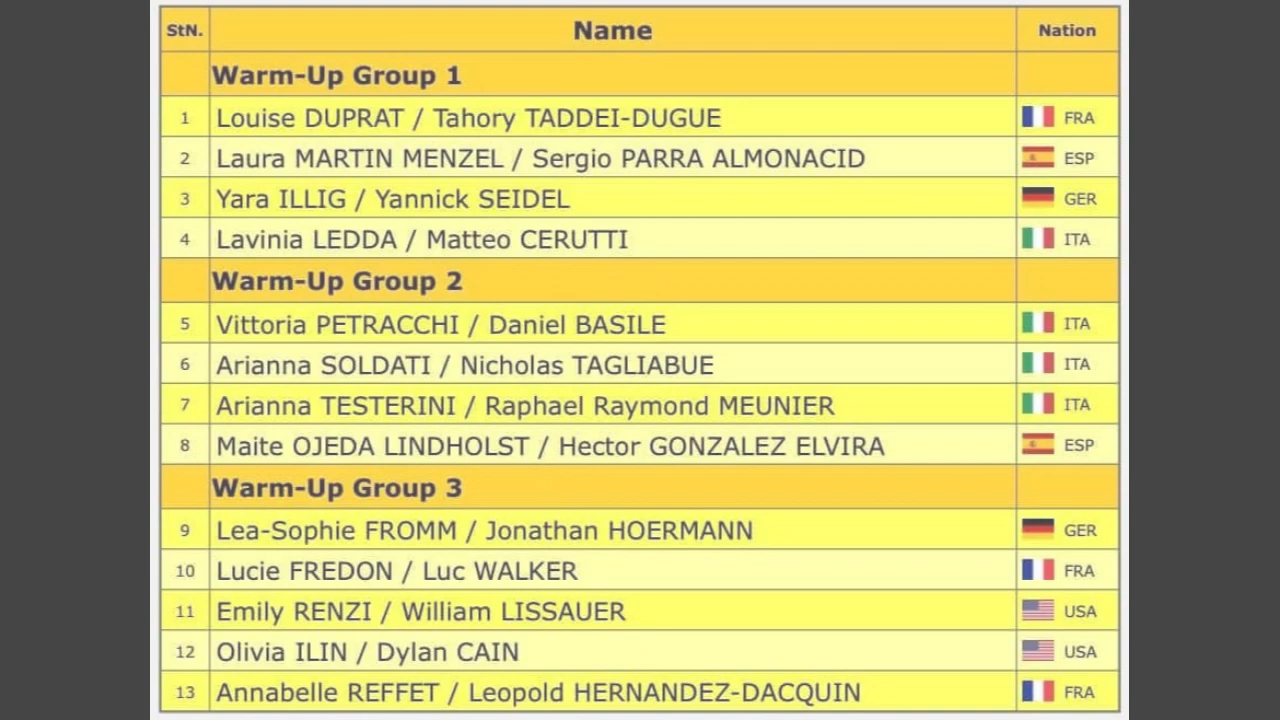 StN. Name Nation
Warm-Up Group 1
1 Louise DUPRAT / Tahory TADDEI-DUGUE FRA
2 Laura MARTIN MENZEL / Sergio PARRA ALMONACID ESP
3 Yara ILLIG / Yannick SEIDEL GER
4 Lavinia LEDDA / Matteo CERUTTI ITA
Warm-Up Group 2
5 Vittoria PETRACCHI / Daniel BASILE ITA
6 Arianna SOLDATI / Nicholas TAGLIABUE ITA
7 Arianna TESTERINI / Raphael Raymond MEUNIER ITA
8 Maite OJEDA LINDHOLST / Hector GONZALEZ ELVIRA ESP
Warm-Up Group 3
9 Lea-Sophie FROMM / Jonathan HOERMANN GER
10 Lucie FREDON / Luc WALKER FRA
11 Emily RENZI / William LISSAUER USA
12 Olivia ILIN / Dylan CAIN USA
13 Annabelle REFFET / Leopold HERNANDEZ-DACQUIN FRA